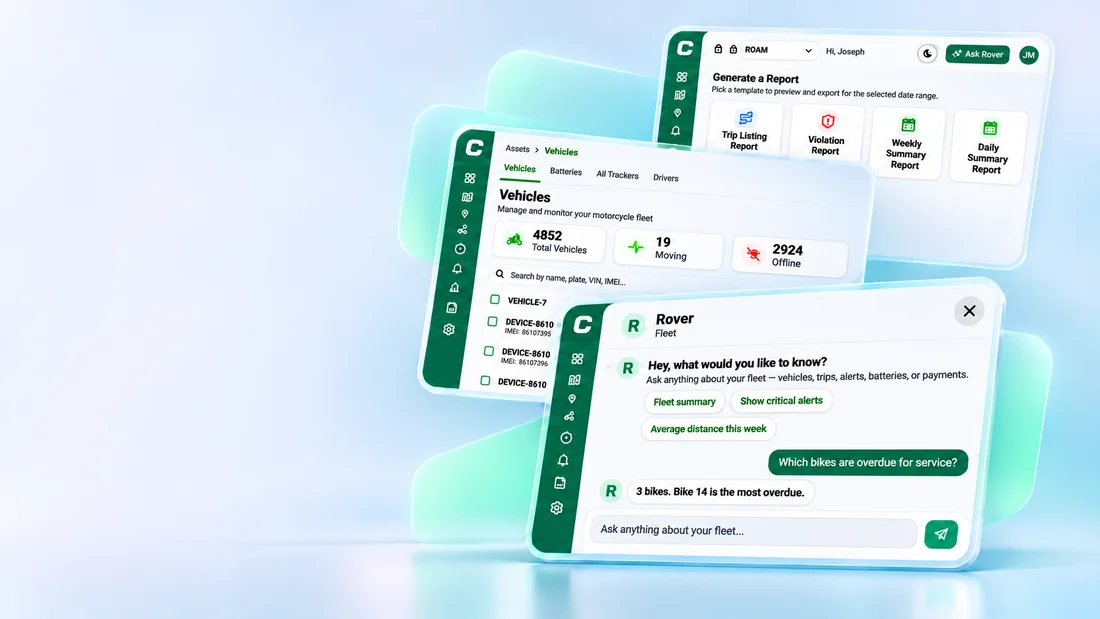 C
ROAM
Hi, Joseph
Ask Rover
JM
Generate a Report
Pick a template to preview and export for the selected date range.
Trip Listing
Report
Violation
Report
Weekly
Summary
Report
Daily
Summary
Report
C
Assets > Vehicles
Vehicles
Batteries
All Trackers
Drivers
Vehicles
Manage and monitor your motorcycle fleet
4852
Total Vehicles
19
Moving
2924
Offline
Search by name, plate, VIN, IMEI...
VEHICLE-7
DEVICE-8610
IMEI: 86107395
DEVICE-8610
IMEI: 86107396
DEVICE-8610
C
R
Rover
Fleet
R
Hey, what would you like to know?
Ask anything about your fleet — vehicles, trips, alerts, batteries, or payments.
Fleet summary
Show critical alerts
Average distance this week
Which bikes are overdue for service?
R
3 bikes. Bike 14 is the most overdue.
Ask anything about your fleet...